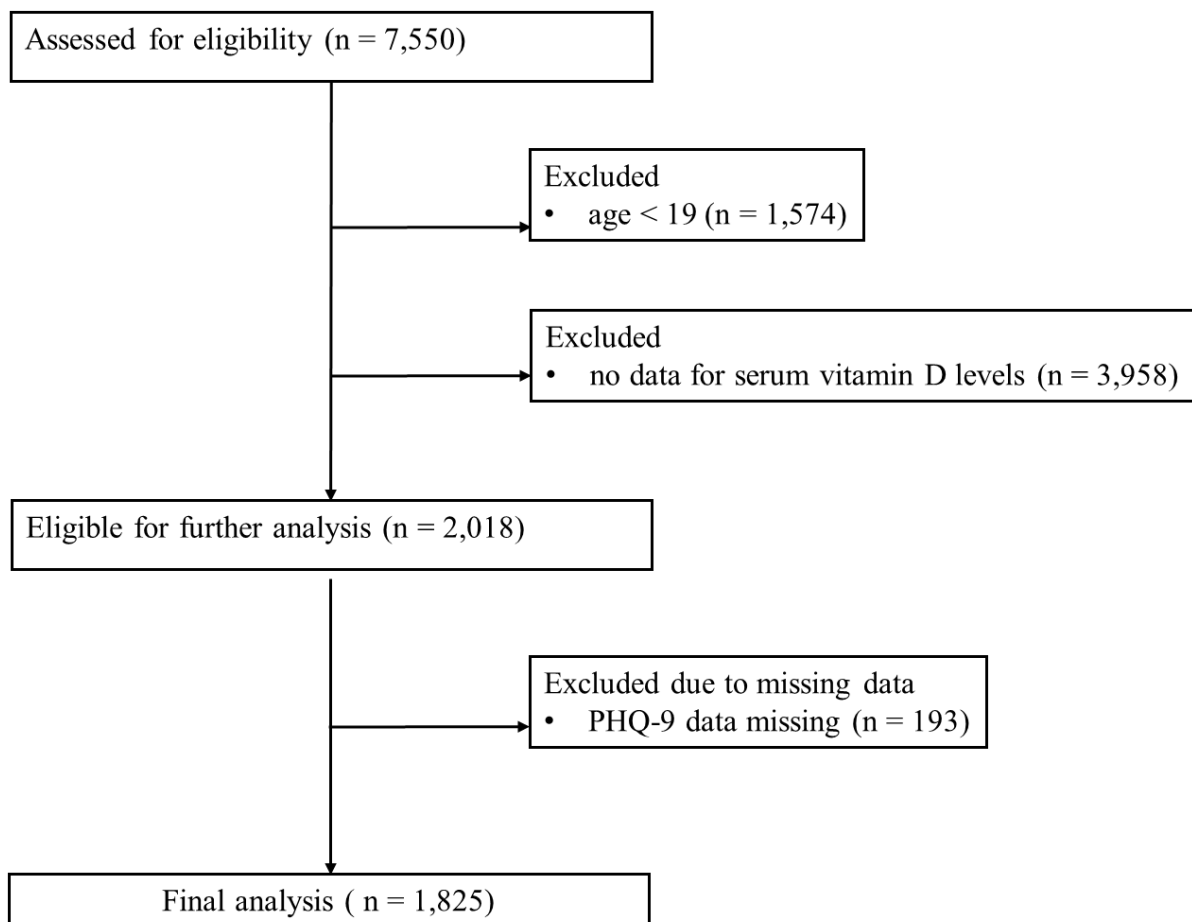 Assessed for eligibility (n = 7,550)
Excluded
• age < 19 (n = 1,574)
Excluded
• no data for serum vitamin D levels (n = 3,958)
Eligible for further analysis (n = 2,018)
Excluded due to missing data
• PHQ-9 data missing (n = 193)
Final analysis ( n = 1,825)